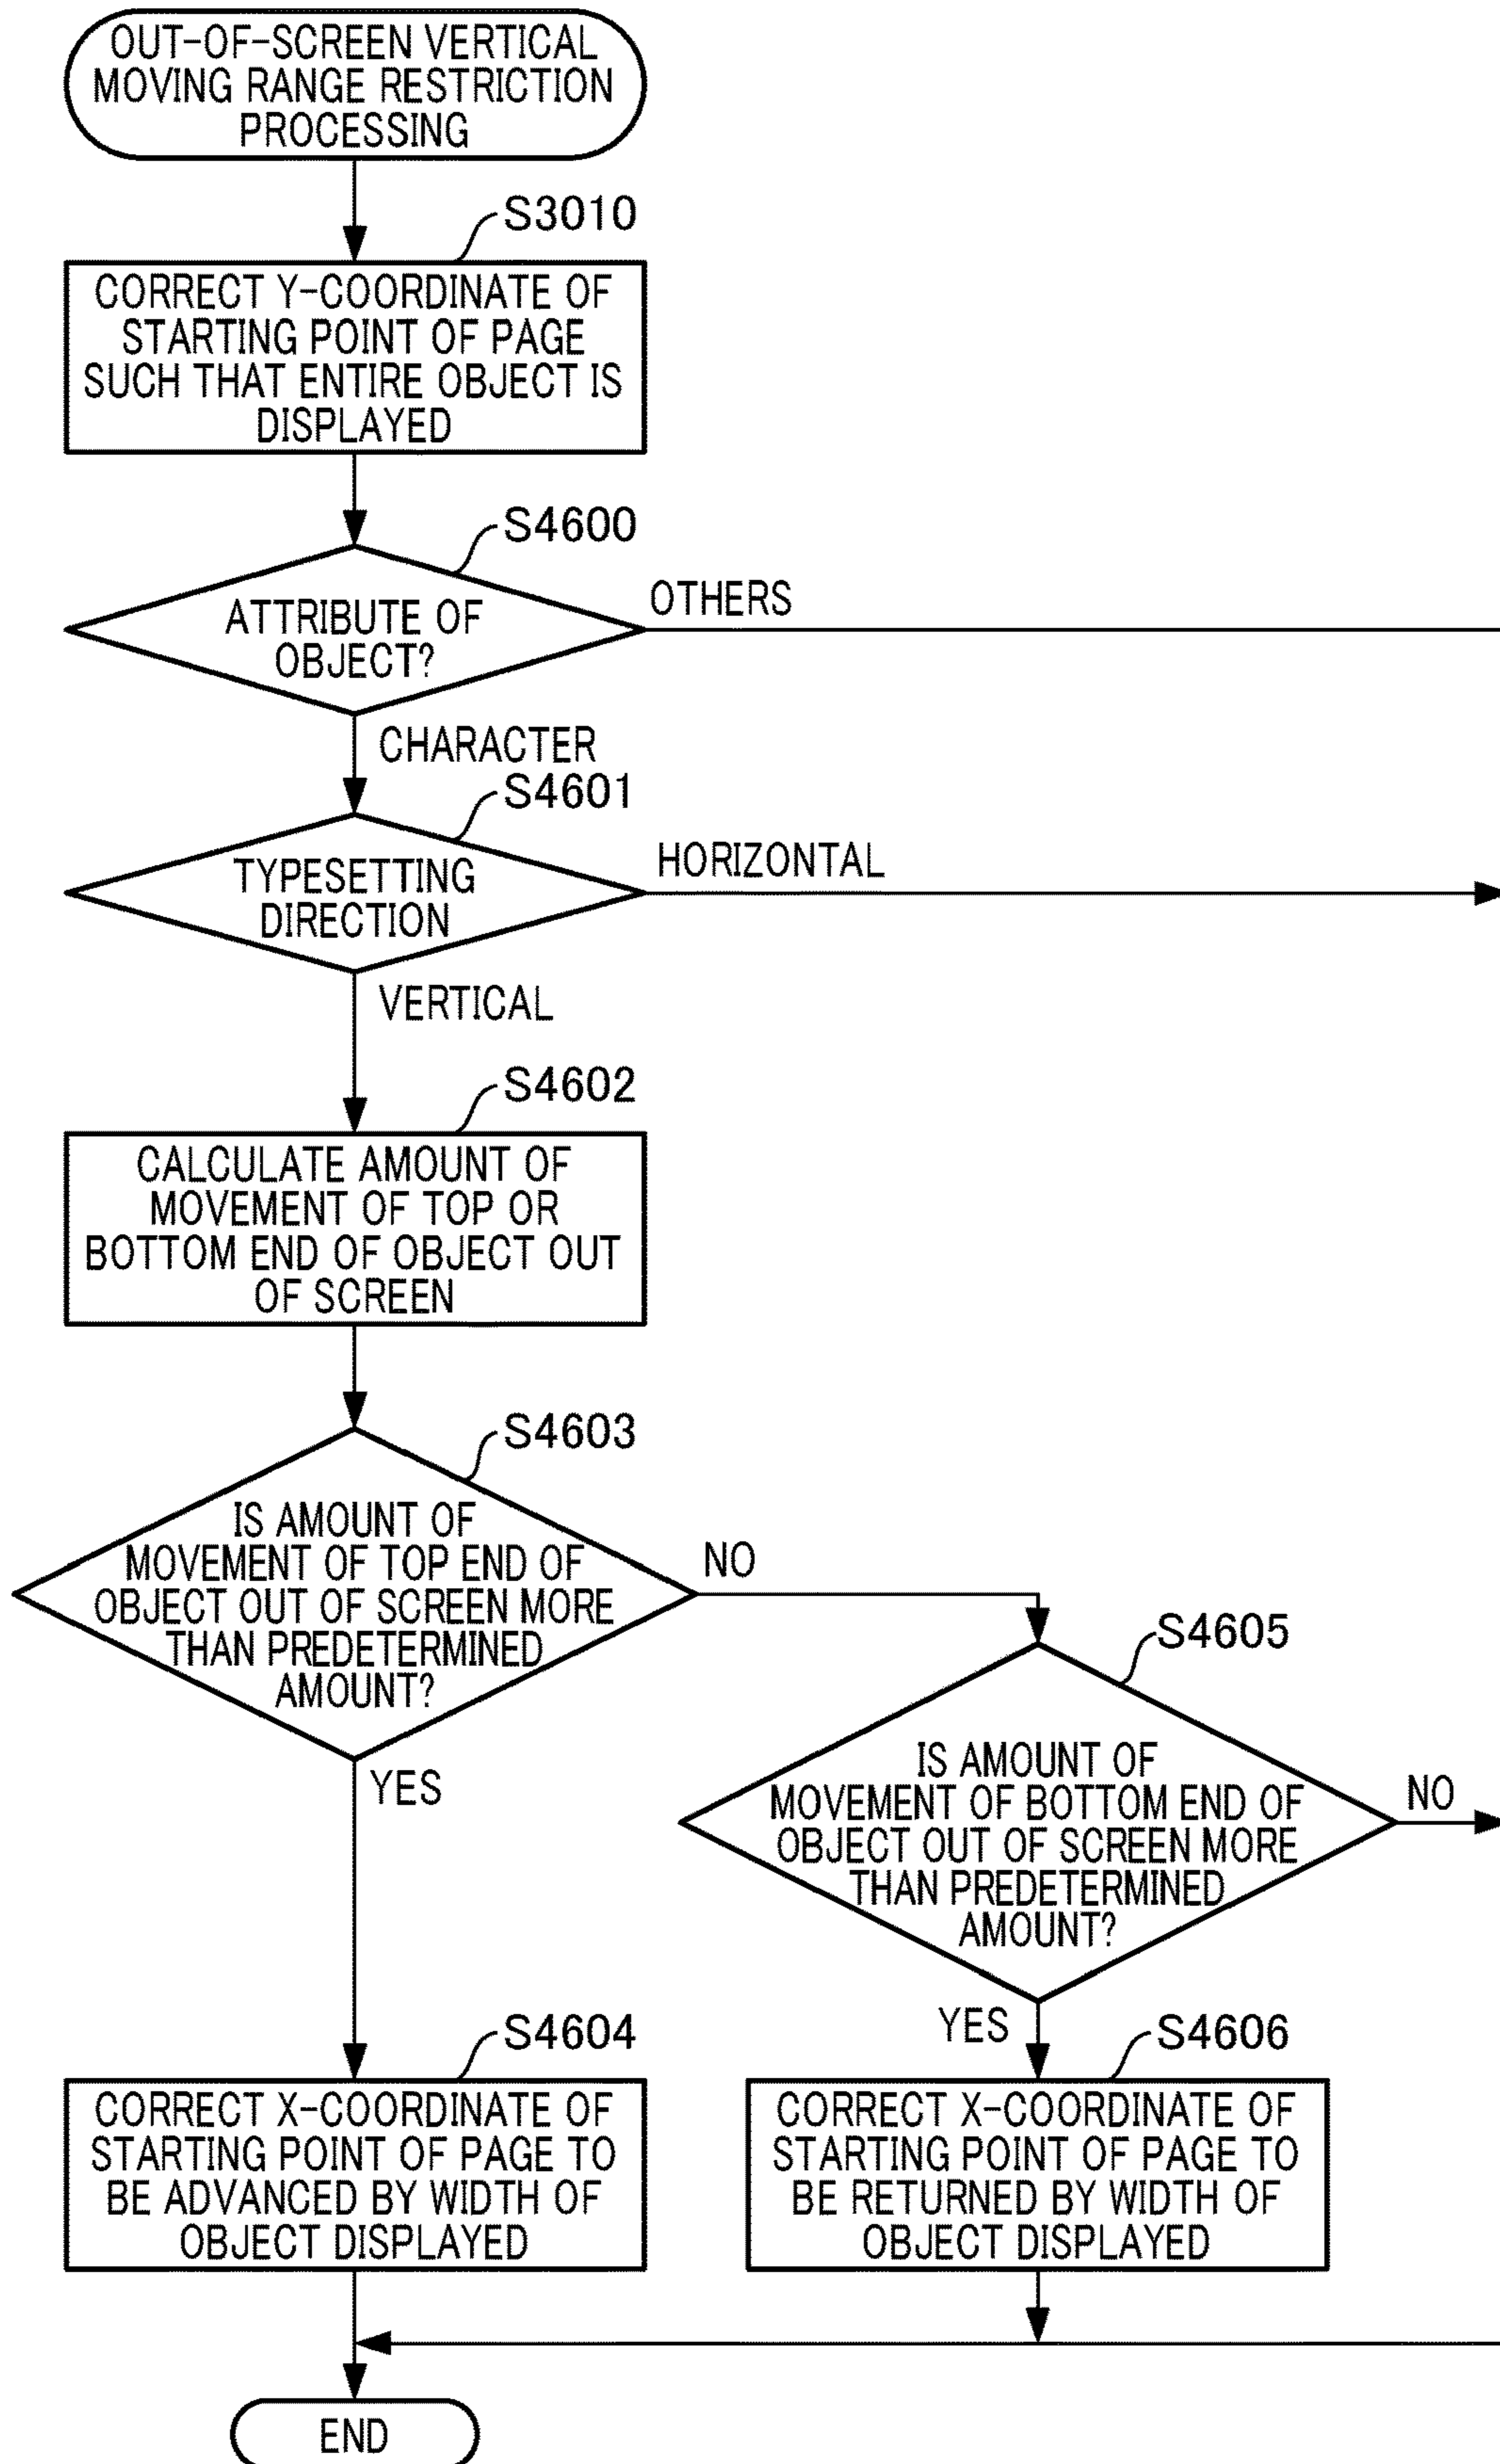 OUT-OF-SCREEN VERTICAL
MOVING RANGE RESTRICTION
PROCESSING
S3010
CORRECT Y-COORDINATE OF
STARTING POINT OF PAGE
SUCH THAT ENTIRE OBJECT IS
DISPLAYED
S4600
ATTRIBUTE OF
OBJECT?
OTHERS
CHARACTER
S4601
TYPESETTING
DIRECTION
HORIZONTAL
VERTICAL
S4602
CALCULATE AMOUNT OF
MOVEMENT OF TOP OR
BOTTOM END OF OBJECT OUT
OF SCREEN
S4603
IS AMOUNT OF
MOVEMENT OF TOP END OF
OBJECT OUT OF SCREEN MORE
THAN PREDETERMINED
AMOUNT?
NO
YES
S4605
IS AMOUNT OF
MOVEMENT OF BOTTOM END OF
OBJECT OUT OF SCREEN MORE
THAN PREDETERMINED
AMOUNT?
NO
YES
S4604
CORRECT X-COORDINATE OF
STARTING POINT OF PAGE TO
BE ADVANCED BY WIDTH OF
OBJECT DISPLAYED
S4606
CORRECT X-COORDINATE OF
STARTING POINT OF PAGE TO
BE RETURNED BY WIDTH OF
OBJECT DISPLAYED
END